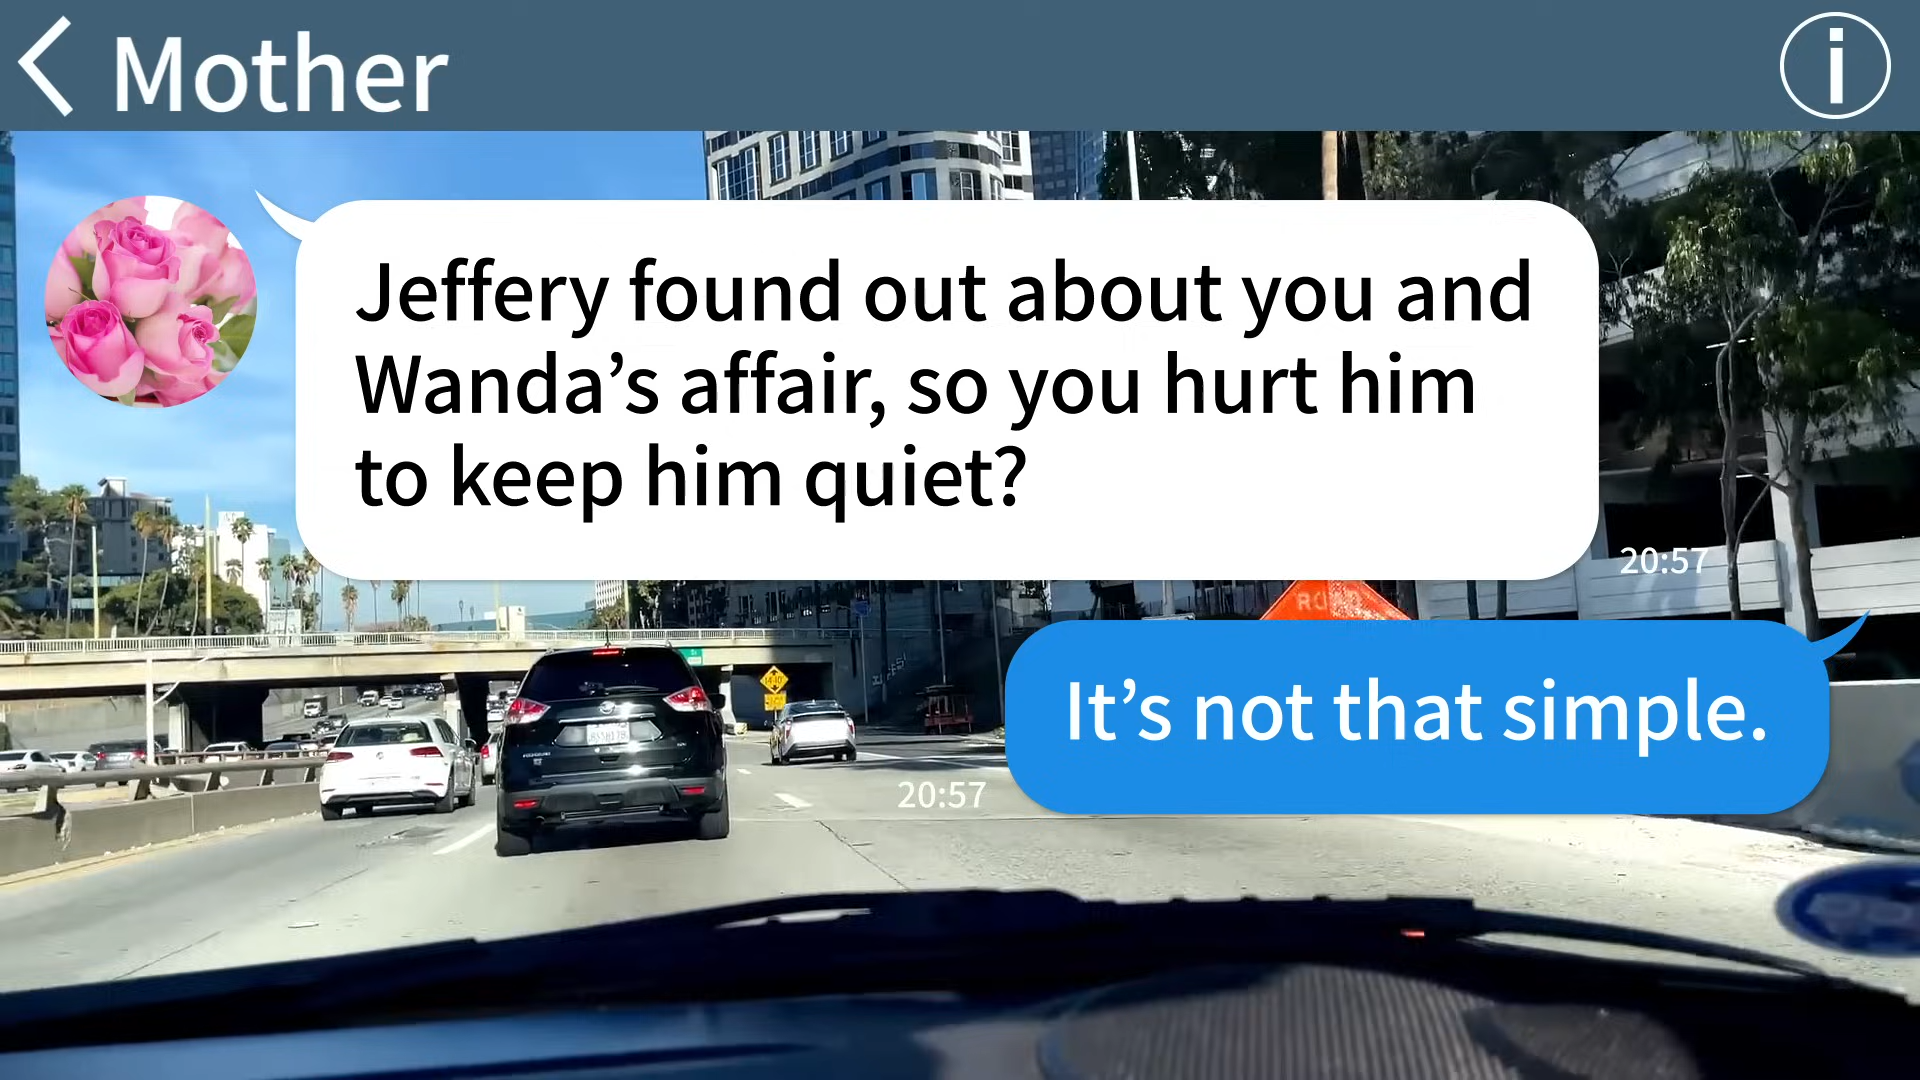 Mother
i
Jeffery found out about you and
Wanda’s affair, so you hurt him
to keep him quiet?
20:57
ROAD
It’s not that simple.
20:57